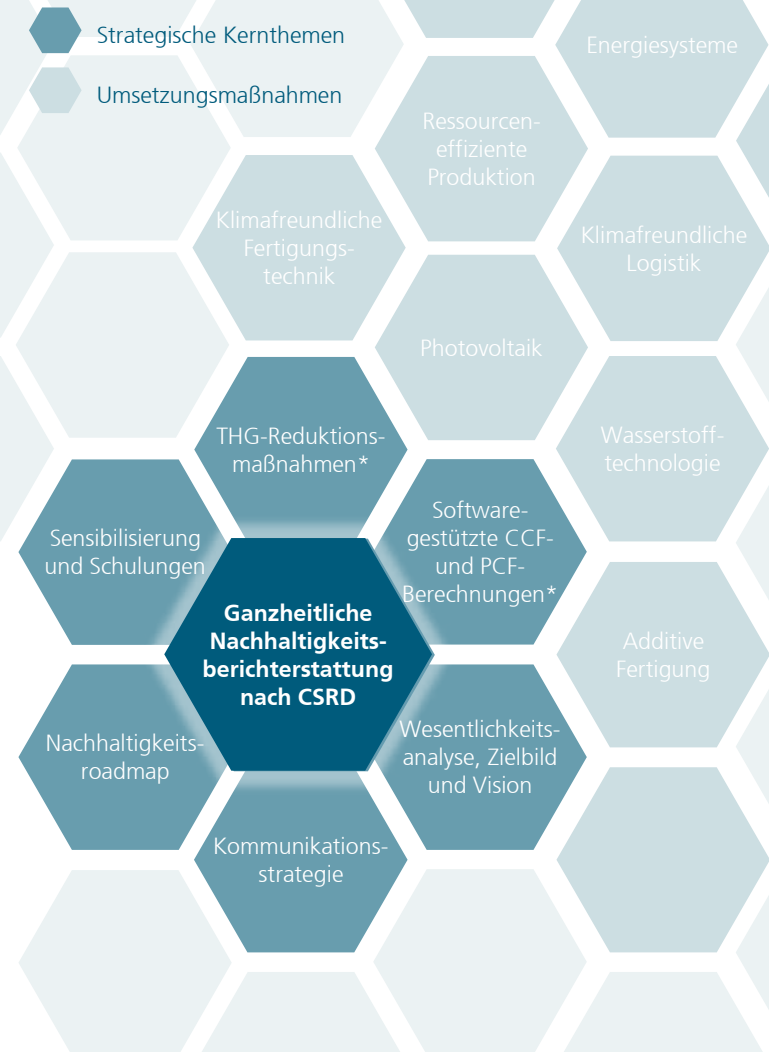 Strategische Kernthemen
Umsetzungsmaßnahmen
Energiesysteme
Ressourcen-
effiziente
Produktion
Klimafreundliche
Fertigungs-
technik
Klimafreundliche
Logistik
Photovoltaik
THG-Reduktions-
maßnahmen*
Wasserstoff-
technologie
Sensibilisierung
und Schulungen
Software-
gestützte CCF-
und PCF-
Berechnungen*
Ganzheitliche
Nachhaltigkeits-
berichterstattung
nach CSRD
Additive
Fertigung
Nachhaltigkeits-
roadmap
Wesentlichkeits-
analyse, Zielbild
und Vision
Kommunikations-
strategie